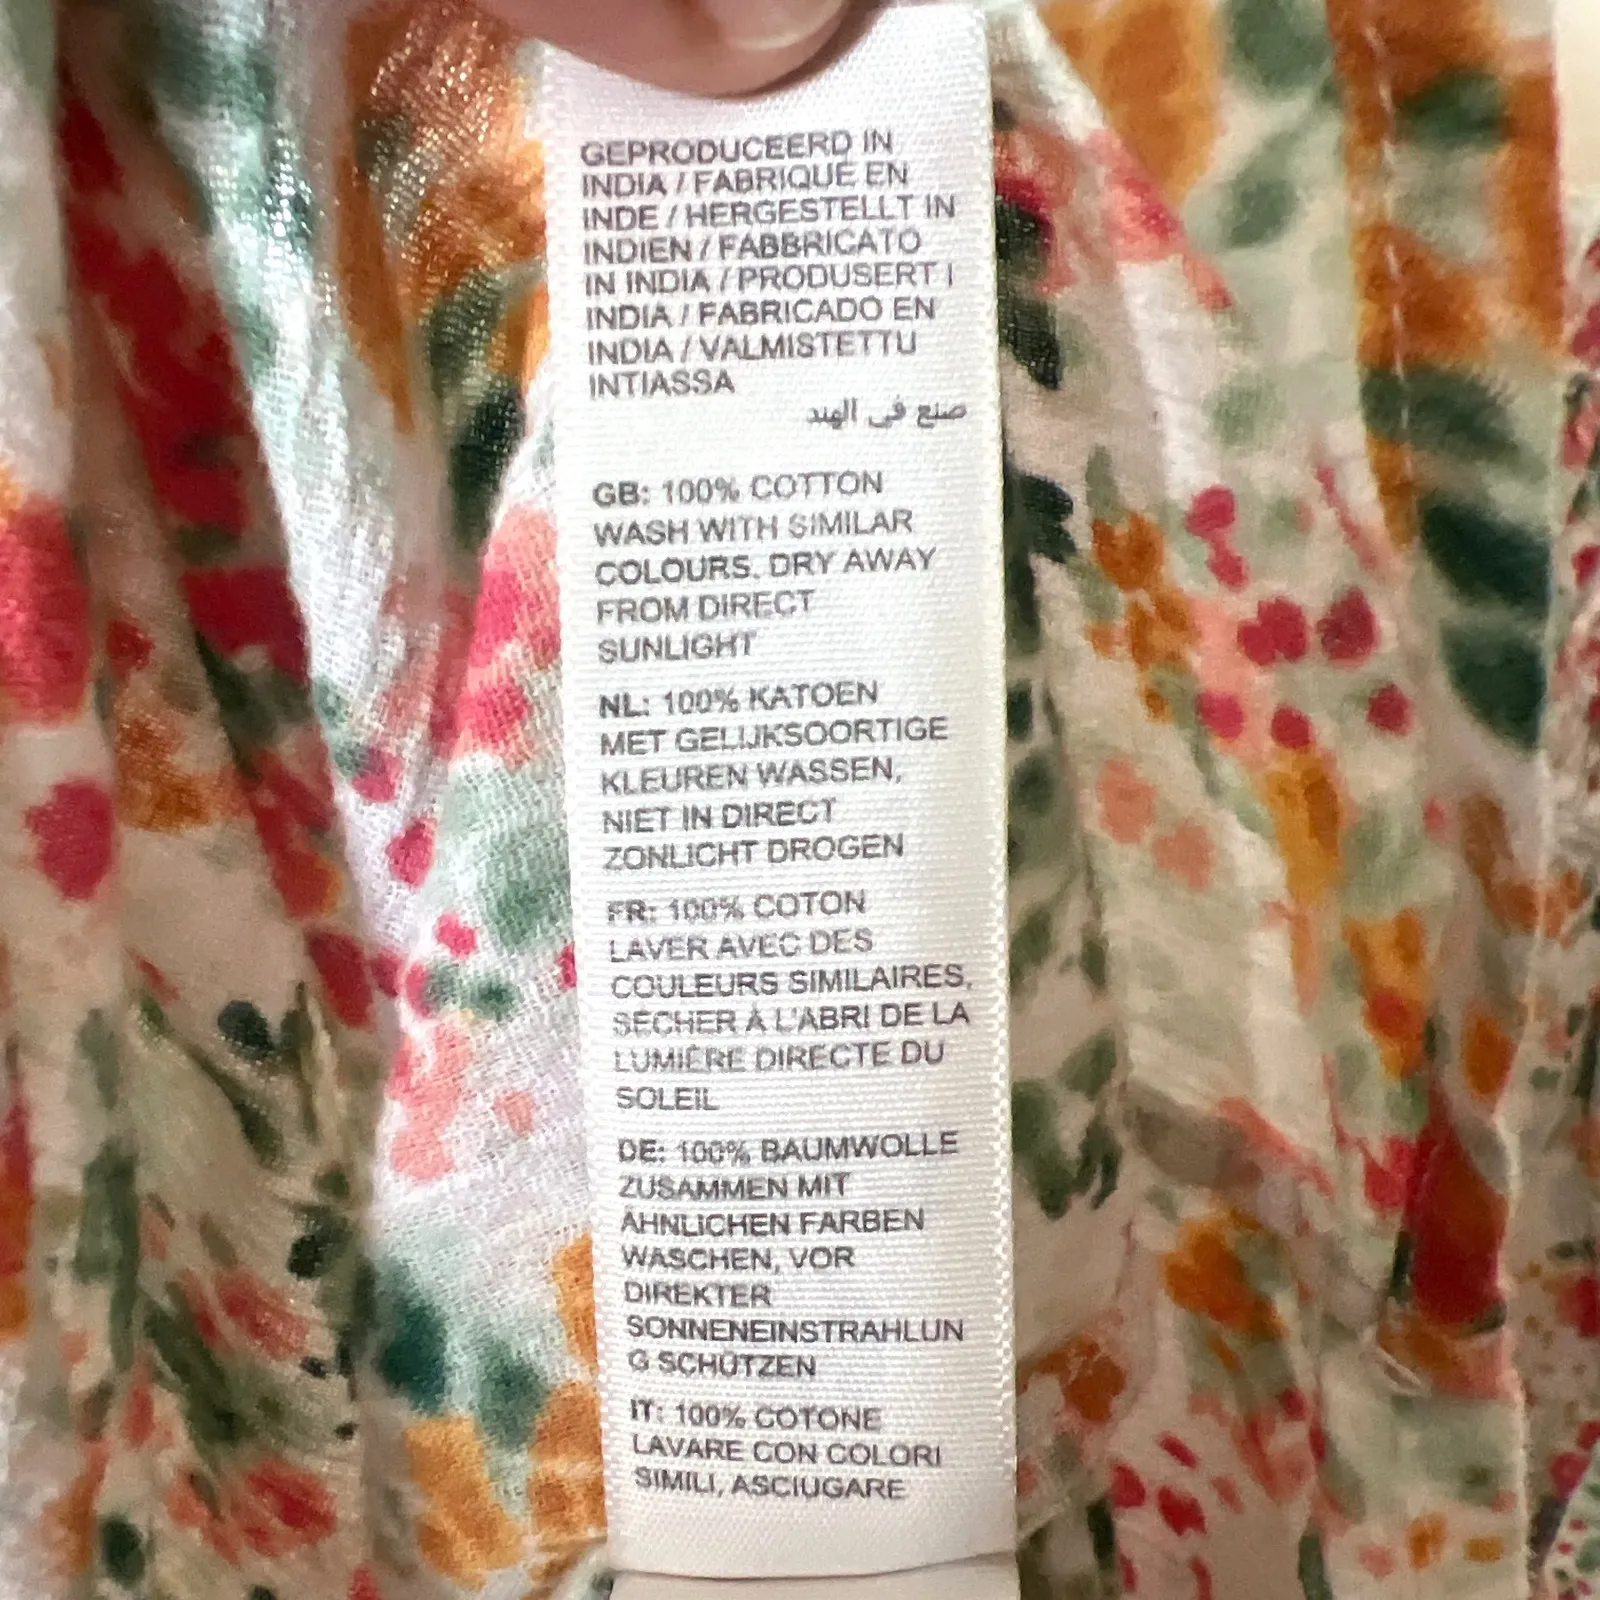 GEPRODUCEERD IN
INDIA / FABRIQUÉ EN
INDE / HERGESTELLT IN
INDIEN / FABBRICATO
IN INDIA / PRODUSERT I
INDIA / FABRICADO EN
INDIA / VALMISTETTU
INTIASSA
صنع في الهند
GB: 100% COTTON
WASH WITH SIMILAR
COLOURS, DRY AWAY
FROM DIRECT
SUNLIGHT
NL: 100% KATOEN
MET GELIJKSOORTIGE
KLEUREN WASSEN,
NIET IN DIRECT
ZONLICHT DROGEN
FR: 100% COTON
LAVER AVEC DES
COULEURS SIMILAIRES,
SÉCHER À L'ABRI DE LA
LUMIÈRE DIRECTE DU
SOLEIL
DE: 100% BAUMWOLLE
ZUSAMMEN MIT
ÄHNLICHEN FARBEN
WASCHEN, VOR
DIREKTER
SONNENEINSTRAHLUN
G SCHÜTZEN
IT: 100% COTONE
LAVARE CON COLORI
SIMILI, ASCIUGARE